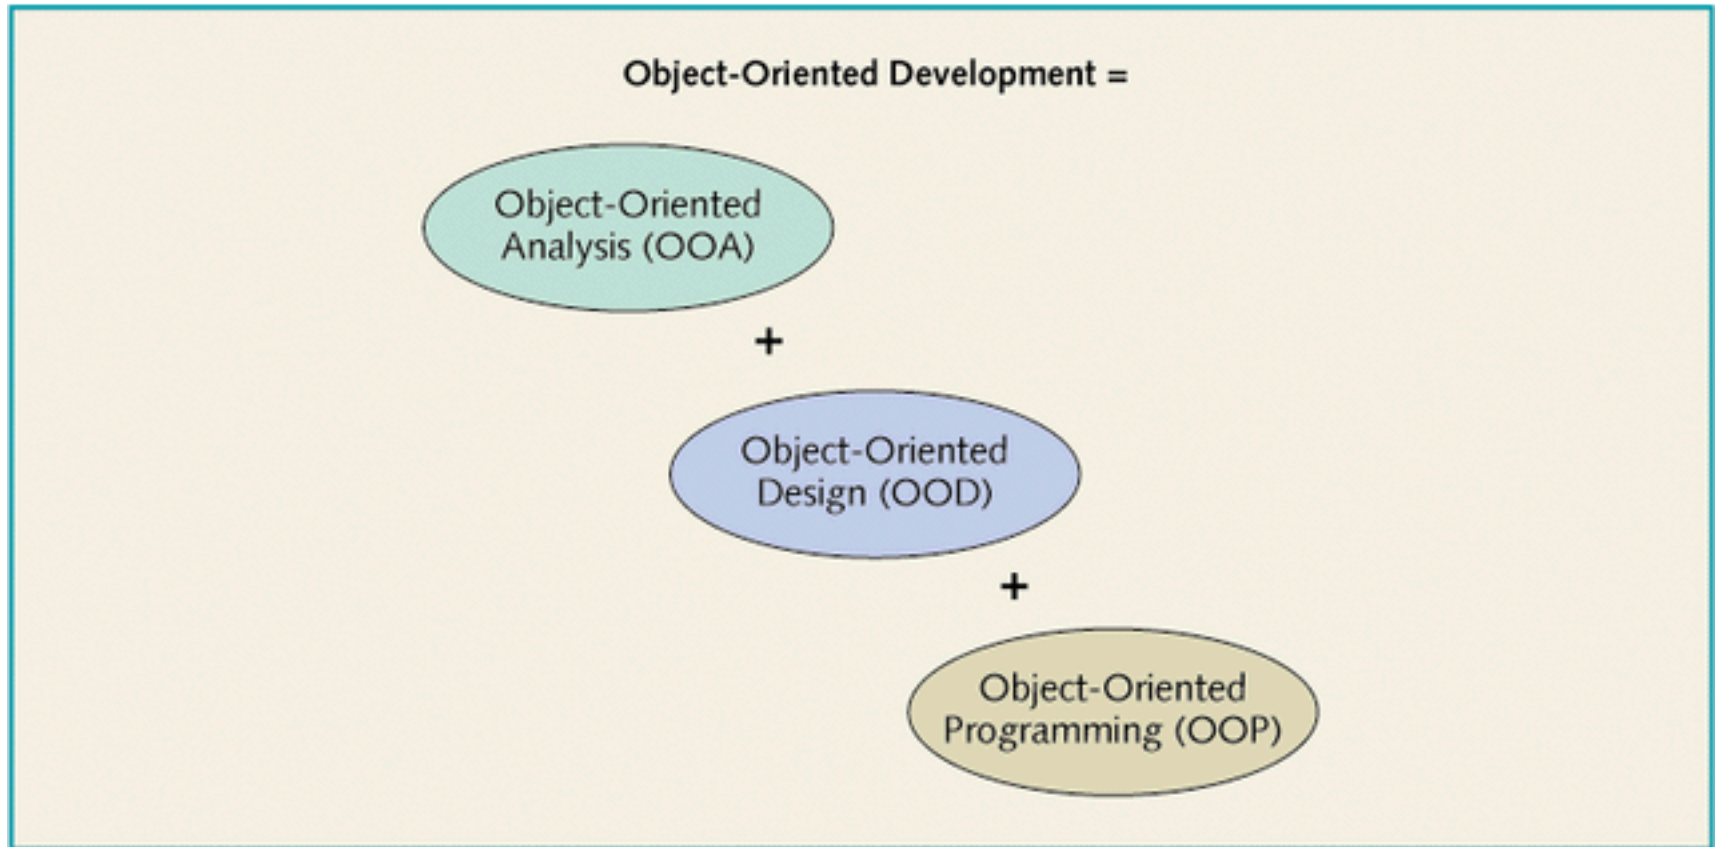 Object-Oriented Development =
Object-Oriented
Analysis (OOA)
+
Object-Oriented
Design (OOD)
+
Object-Oriented
Programming (OOP)